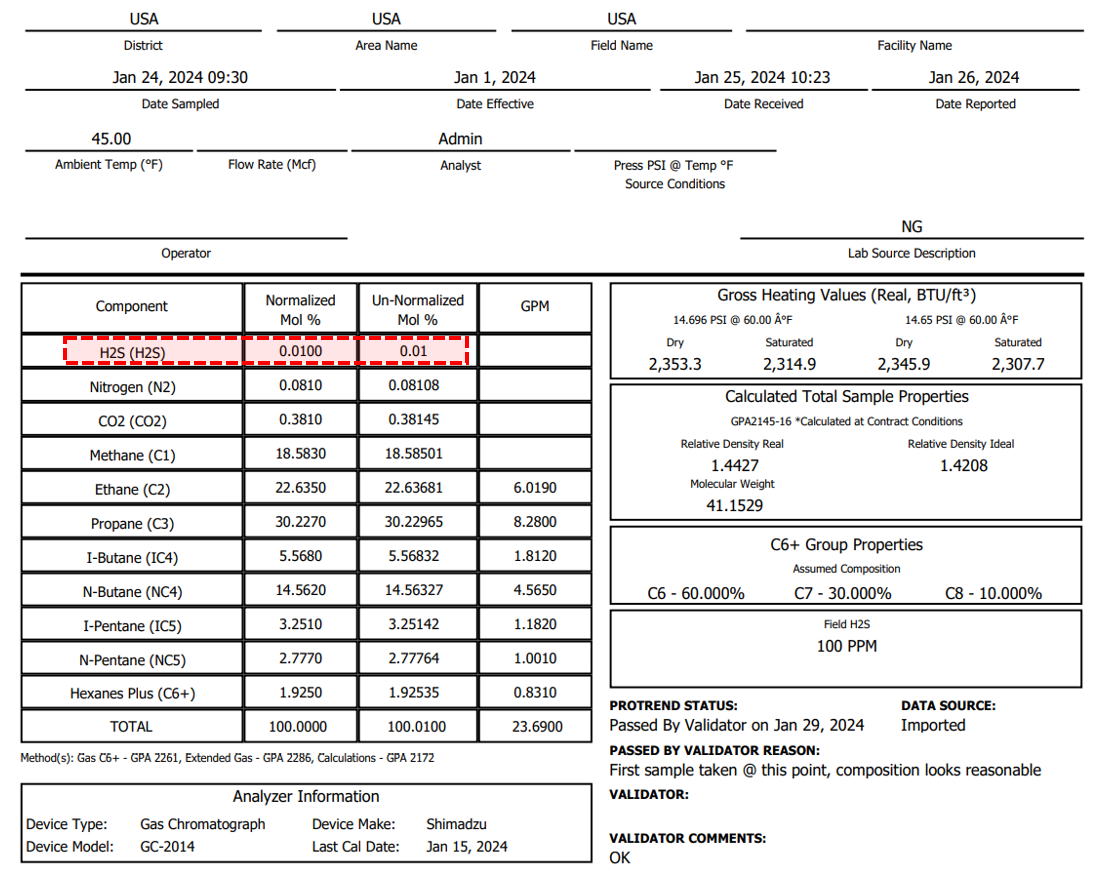 USA USA USA
District Area Name Field Name Facility Name
Jan 24, 2024 09:30 Jan 1, 2024 Jan 25, 2024 10:23 Jan 26, 2024
Date Sampled Date Effective Date Received Date Reported
45.00 Admin
Ambient Temp (°F) Flow Rate (Mcf) Analyst Press PSI @ Temp °F
Source Conditions
NG
Operator Lab Source Description
Component Normalized Mol % Un-Normalized Mol % GPM
H2S (H2S) 0.0100 0.01
Nitrogen (N2) 0.0810 0.08108
CO2 (CO2) 0.3810 0.38145
Methane (C1) 18.5830 18.58501
Ethane (C2) 22.6350 22.63681 6.0190
Propane (C3) 30.2270 30.22965 8.2800
I-Butane (IC4) 5.5680 5.56832 1.8120
N-Butane (NC4) 14.5620 14.56327 4.5650
I-Pentane (IC5) 3.2510 3.25142 1.1820
N-Pentane (NC5) 2.7770 2.77764 1.0010
Hexanes Plus (C6+) 1.9250 1.92535 0.8310
TOTAL 100.0000 100.0100 23.6900
Method(s): Gas C6+ - GPA 2261, Extended Gas - GPA 2286, Calculations - GPA 2172
Analyzer Information
Device Type: Gas Chromatograph Device Make: Shimadzu
Device Model: GC-2014 Last Cal Date: Jan 15, 2024
Gross Heating Values (Real, BTU/ft³)
14.696 PSI @ 60.00 Â°F 14.65 PSI @ 60.00 Â°F
Dry Saturated Dry Saturated
2,353.3 2,314.9 2,345.9 2,307.7
Calculated Total Sample Properties
GPA2145-16 *Calculated at Contract Conditions
Relative Density Real Relative Density Ideal
1.4427 1.4208
Molecular Weight
41.1529
C6+ Group Properties
Assumed Composition
C6 - 60.000% C7 - 30.000% C8 - 10.000%
Field H2S
100 PPM
PROTREND STATUS: DATA SOURCE:
Passed By Validator on Jan 29, 2024 Imported
PASSED BY VALIDATOR REASON:
First sample taken @ this point, composition looks reasonable
VALIDATOR:
VALIDATOR COMMENTS:
OK